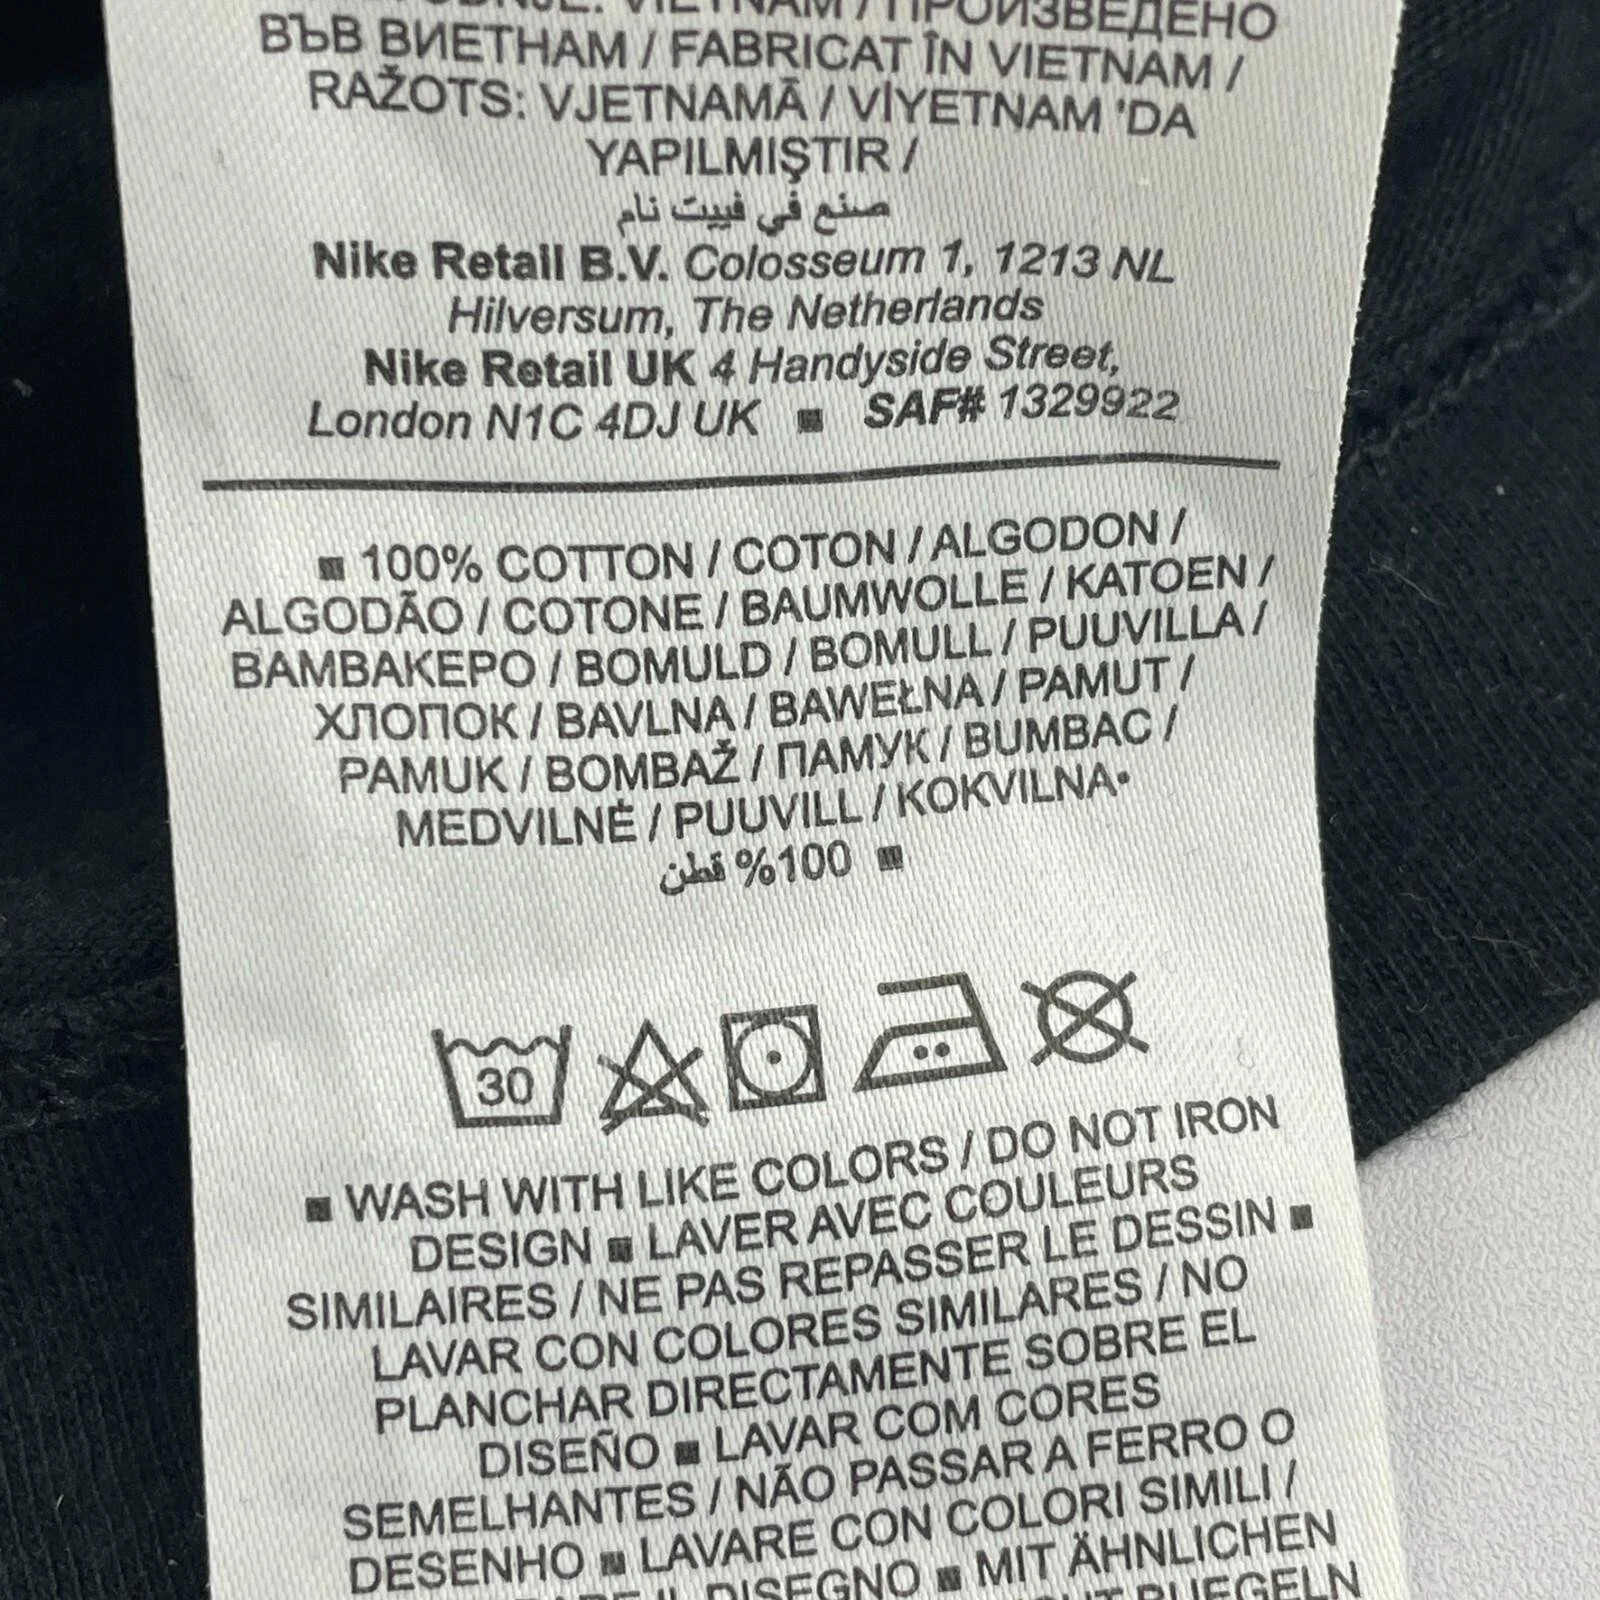 VIETNAM / ПРОИЗВЕДЕНО
ВЪВ ВИЕТНАМ / FABRICAT ÎN VIETNAM /
RAŽOTS: VJETNAMĀ / VİYETNAM 'DA
YAPILMIŞTIR /
صنع في فييت نام
Nike Retail B.V. Colosseum 1, 1213 NL
Hilversum, The Netherlands
Nike Retail UK 4 Handyside Street,
London N1C 4DJ UK ■ SAF# 1329922
■ 100% COTTON / COTON / ALGODON /
ALGODÃO / COTONE / BAUMWOLLE / KATOEN /
ΒΑΜΒΑΚΕΡΟ / BOMULD / BOMULL / PUUVILLA /
ХЛОПОК / BAVLNA / BAWEŁNA / PAMUT /
PAMUK / BOMBAŽ / ПАМУК / BUMBAC /
MEDVILNĖ / PUUVILL / KOKVILNA•
100% قطن ■
30
■ WASH WITH LIKE COLORS / DO NOT IRON
DESIGN ■ LAVER AVEC COULEURS
SIMILAIRES / NE PAS REPASSER LE DESSIN ■
LAVAR CON COLORES SIMILARES / NO
PLANCHAR DIRECTAMENTE SOBRE EL
DISEÑO ■ LAVAR COM CORES
SEMELHANTES / NÃO PASSAR A FERRO O
DESENHO ■ LAVARE CON COLORI SIMILI /
IL DISEGNO ■ MIT ÄHNLICHEN
BUEGELN